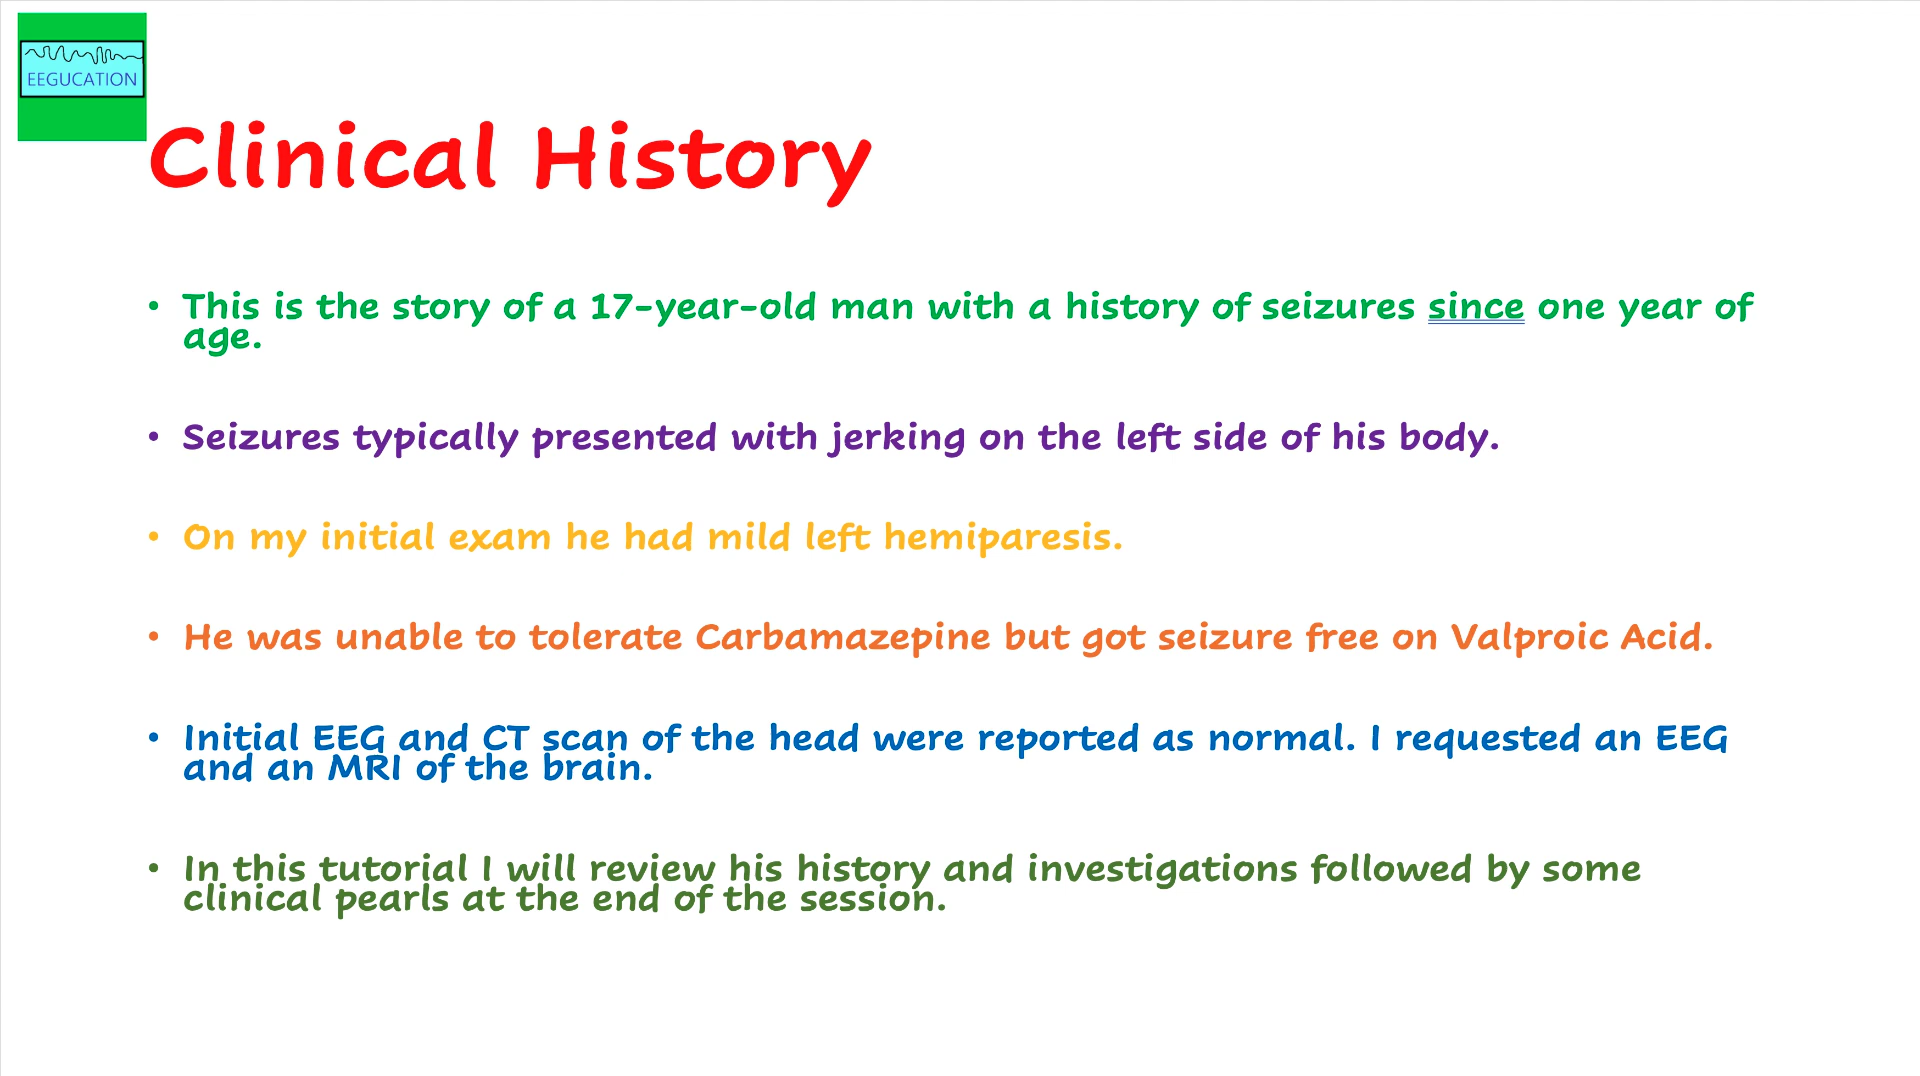 EEGUCATION
Clinical History
• This is the story of a 17-year-old man with a history of seizures since one year of
age.
• Seizures typically presented with jerking on the left side of his body.
• On my initial exam he had mild left hemiparesis.
• He was unable to tolerate Carbamazepine but got seizure free on Valproic Acid.
• Initial EEG and CT scan of the head were reported as normal. I requested an EEG
and an MRI of the brain.
• In this tutorial I will review his history and investigations followed by some
clinical pearls at the end of the session.